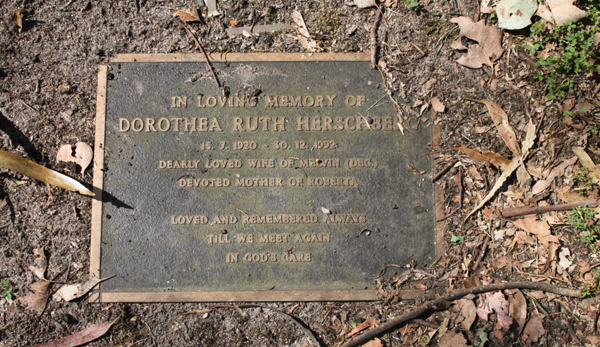 IN LOVING MEMORY OF
DOROTHEA RUTH HERSCHBERG
15. 7. 1920 - 30. 12. 1992
DEARLY LOVED WIFE OF MELVIN (DEC.)
DEVOTED MOTHER OF ROBERTA
LOVED AND REMEMBERED ALWAYS
TILL WE MEET AGAIN
IN GOD'S CARE